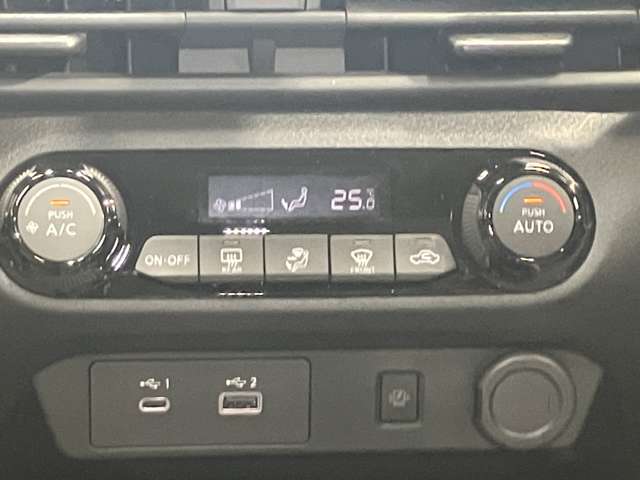 25.0
PUSH
A/C
PUSH
AUTO
ON·OFF
REAR
FRONT
1
2